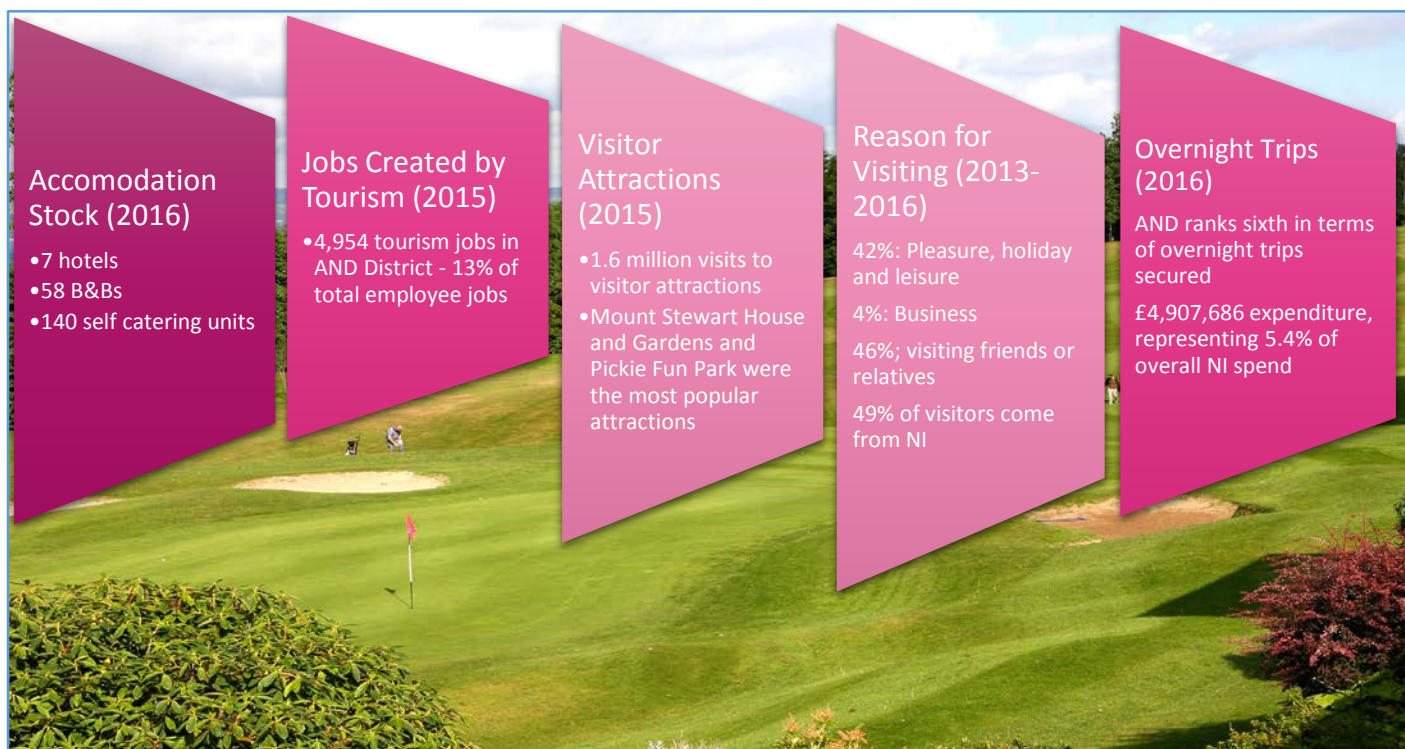 Accomodation
Stock (2016)
•7 hotels
•58 B&Bs
•140 self catering units
Jobs Created by
Tourism (2015)
•4,954 tourism jobs in
AND District - 13% of
total employee jobs
Visitor
Attractions
(2015)
•1.6 million visits to
visitor attractions
•Mount Stewart House
and Gardens and
Pickie Fun Park were
the most popular
attractions
Reason for
Visiting (2013-
2016)
42%: Pleasure, holiday
and leisure
4%: Business
46%; visiting friends or
relatives
49% of visitors come
from NI
Overnight Trips
(2016)
AND ranks sixth in terms
of overnight trips
secured
£4,907,686 expenditure,
representing 5.4% of
overall NI spend